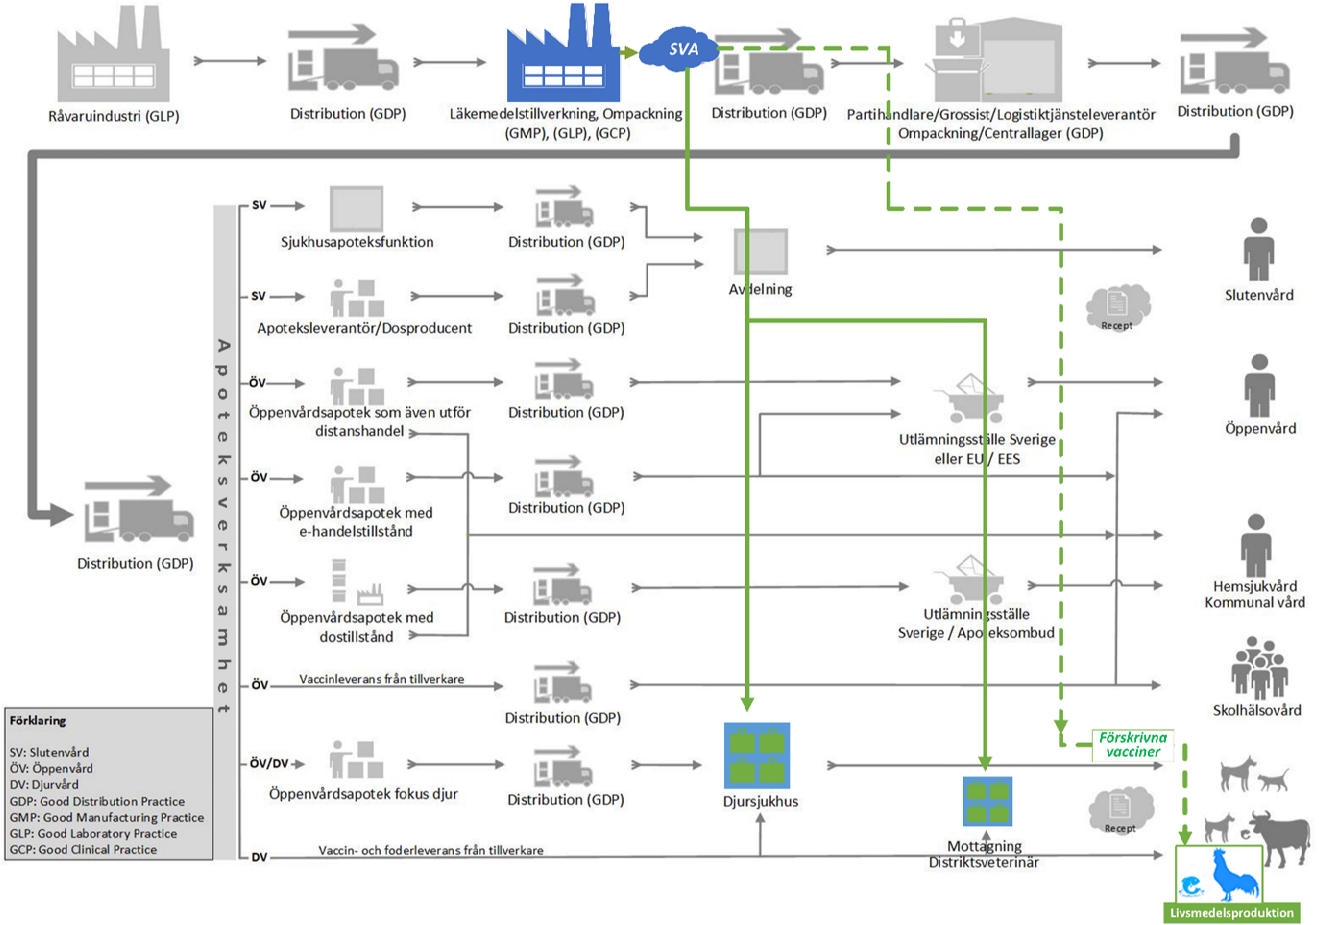 SVA
Råvaruindustri (GLP)
Distribution (GDP)
Läkemedelstillverkning, Ompackning
(GMP), (GLP), (GCP)
Distribution (GDP)
Partihandlare/Grossist/Logistiktjänsteleverantör
Ompackning/Centrallager (GDP)
Distribution (GDP)
SV
Sjukhusapoteksfunktion
Distribution (GDP)
Avdelning
Slutenvård
SV
Apoteksleverantör/Dosproducent
Distribution (GDP)
Recept
Apoteksverksamhet
ÖV
Öppenvårdsapotek som även utför
distanshandel
Distribution (GDP)
Utlämningsställe Sverige
eller EU / EES
Öppenvård
ÖV
Öppenvårdsapotek med
e-handelstillstånd
Distribution (GDP)
Distribution (GDP)
ÖV
Öppenvårdsapotek med
dostillstånd
Distribution (GDP)
Utlämningsställe
Sverige / Apoteksombud
Hemsjukvård
Kommunal vård
ÖV
Vaccinleverans från tillverkare
Distribution (GDP)
Skolhälsovård
Förklaring
SV: Slutenvård
ÖV: Öppenvård
DV: Djurvård
GDP: Good Distribution Practice
GMP: Good Manufacturing Practice
GLP: Good Laboratory Practice
GCP: Good Clinical Practice
ÖV/DV
Öppenvårdsapotek fokus djur
Distribution (GDP)
Djursjukhus
Förskrivna
vacciner
Recept
DV
Vaccin- och foderleverans från tillverkare
Mottagning
Distriktsveterinär
Livsmedelsproduktion